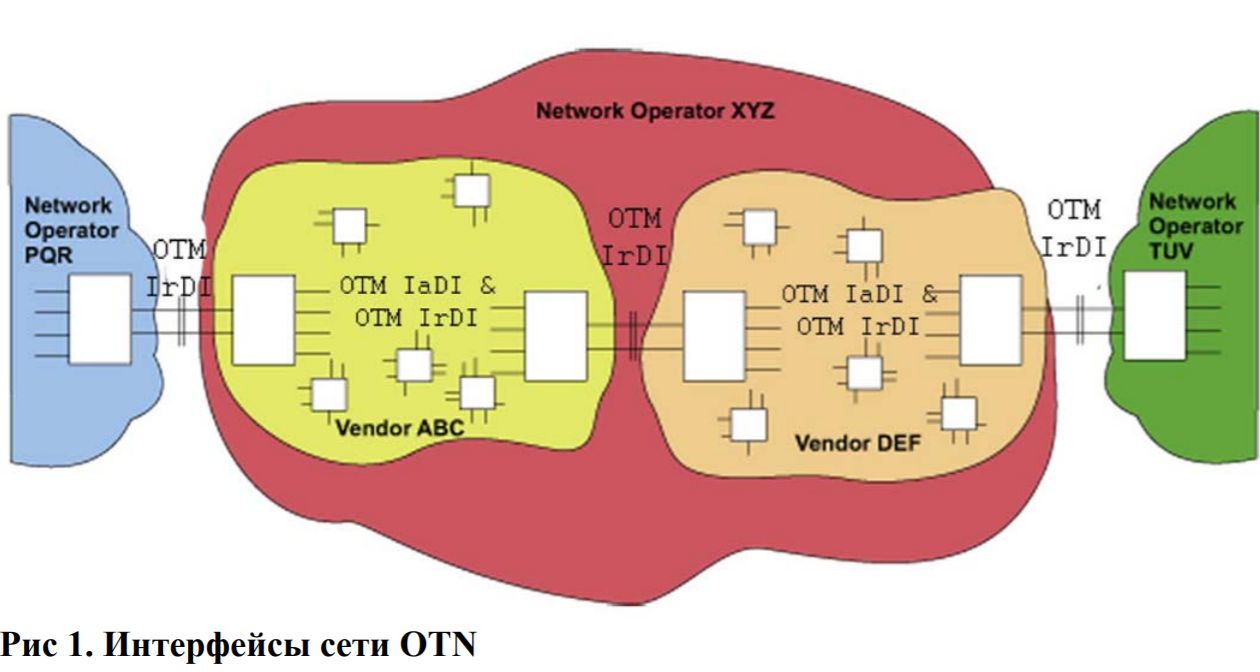 Network Operator XYZ
Network
Operator
PQR
OTM
IrDI
OTM IaDI &
OTM IrDI
Vendor ABC
OTM
IrDI
OTM IaDI &
OTM IrDI
Vendor DEF
OTM
IrDI
Network
Operator
TUV
Рис 1. Интерфейсы сети OTN